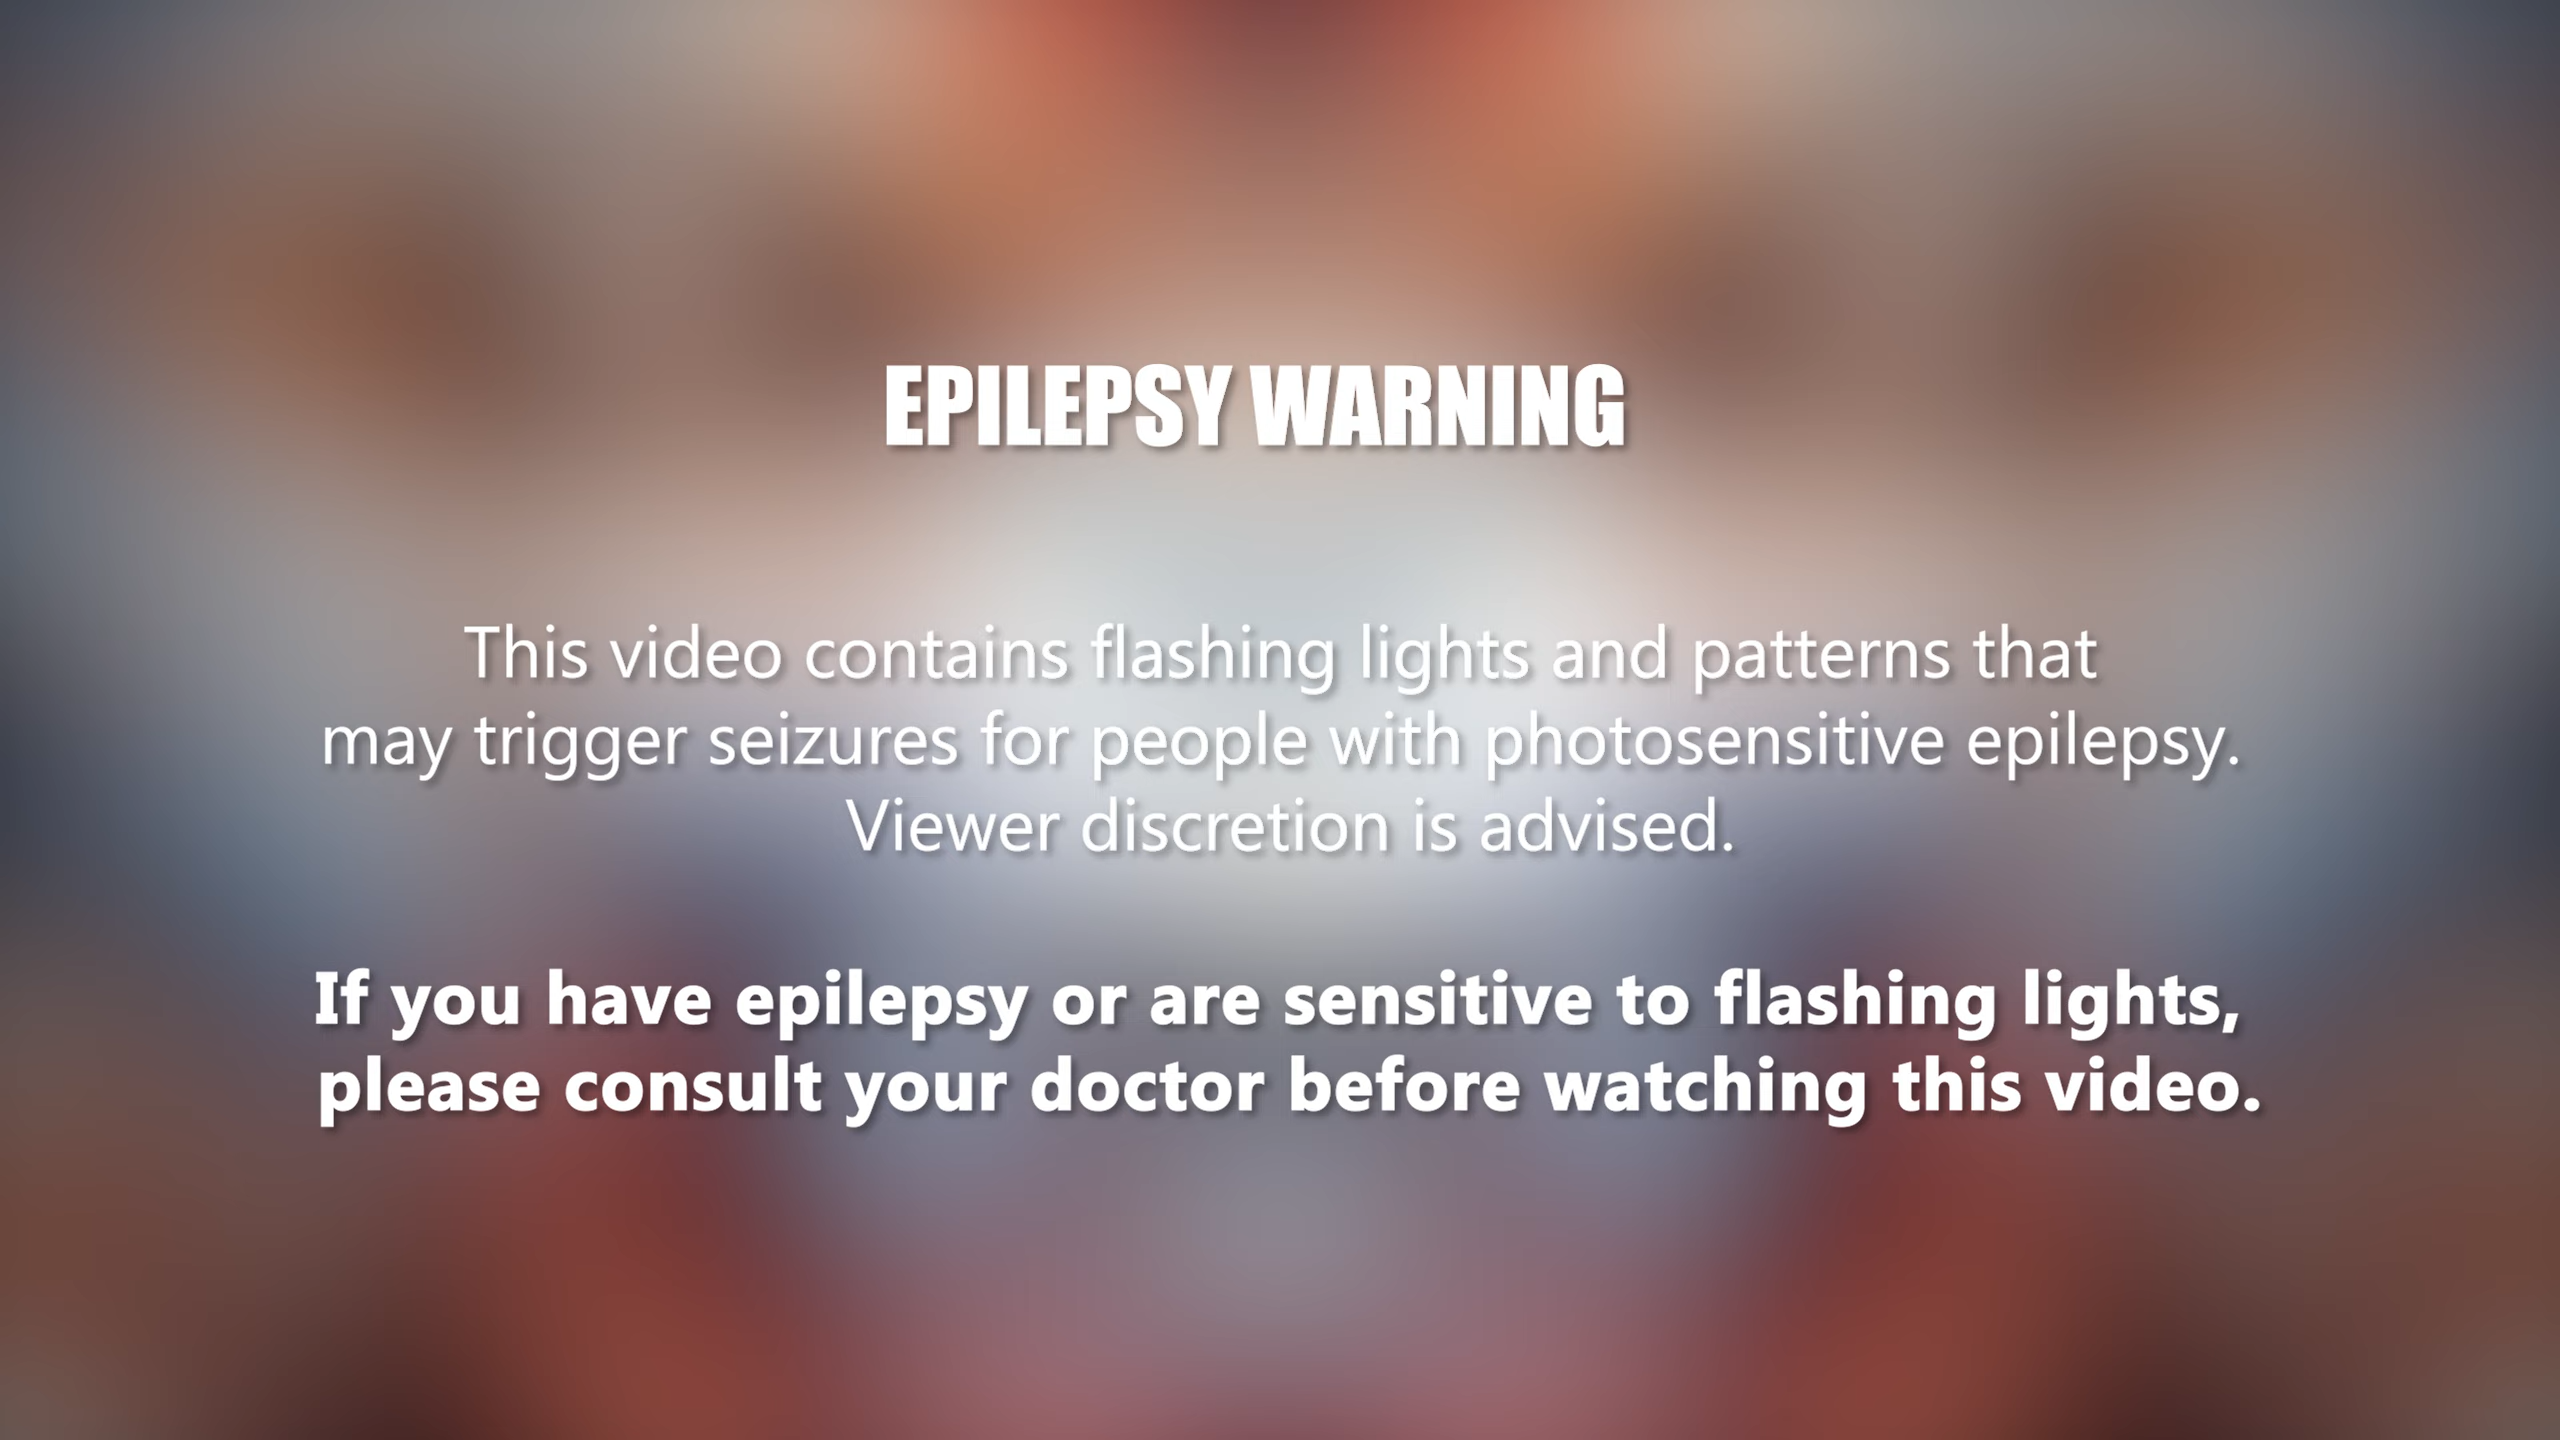 EPILEPSY WARNING
This video contains flashing lights and patterns that
may trigger seizures for people with photosensitive epilepsy.
Viewer discretion is advised.
If you have epilepsy or are sensitive to flashing lights,
please consult your doctor before watching this video.